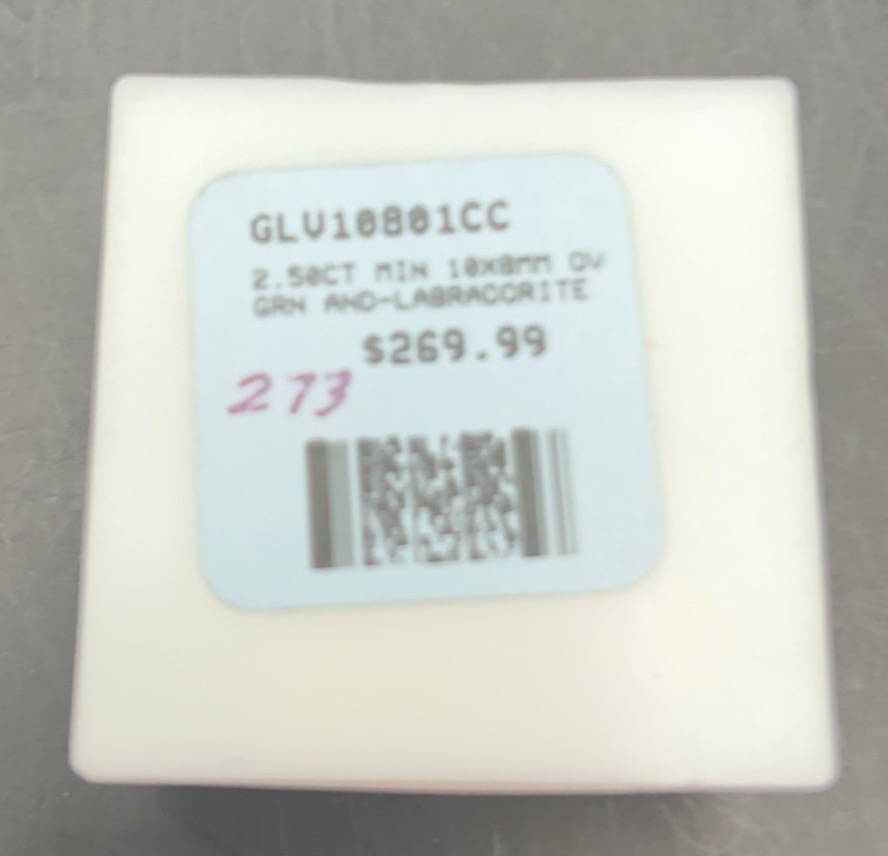 GLV10801CC
2.50CT MIN 10X8MM OV
GRN AND-LABRADORITE
$269.99
273